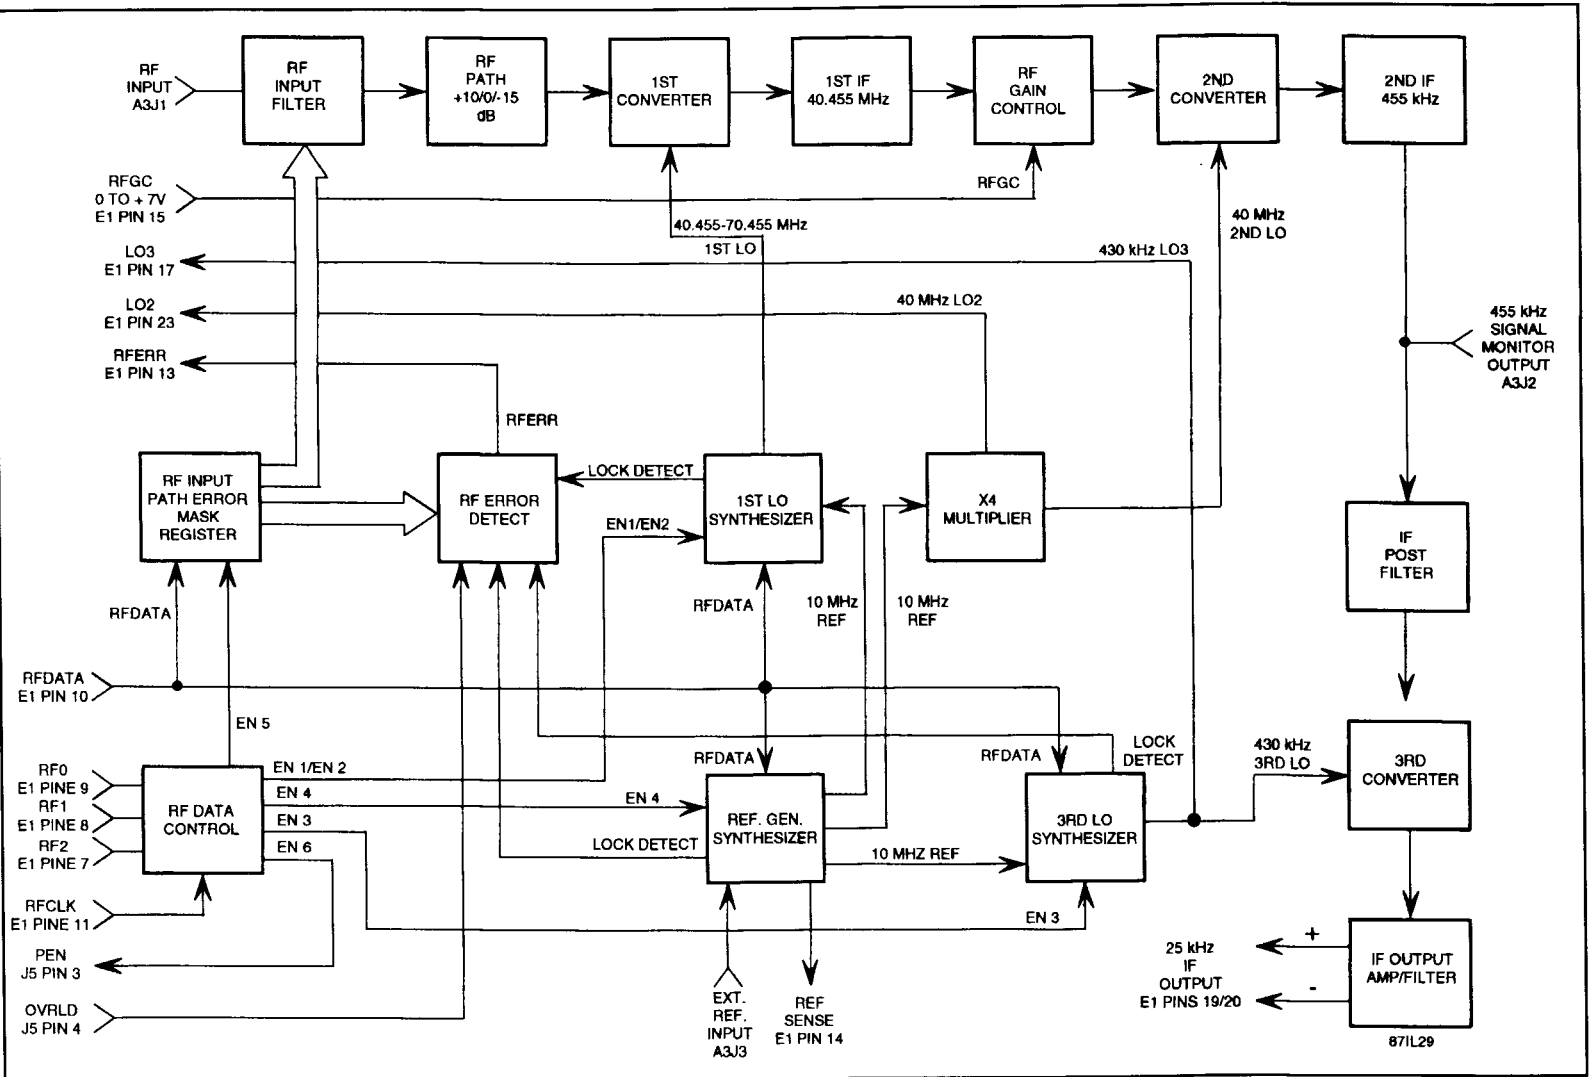 RF
INPUT
A3J1
RF
INPUT
FILTER
RF
PATH
+10/0/-15
dB
1ST
CONVERTER
1ST IF
40.455 MHz
RF
GAIN
CONTROL
2ND
CONVERTER
2ND IF
455 kHz
RFGC
0 TO + 7V
E1 PIN 15
RFGC
40.455-70.455 MHz
1ST LO
40 MHz
2ND LO
LO3
E1 PIN 17
430 kHz LO3
LO2
E1 PIN 23
40 MHz LO2
RFERR
E1 PIN 13
RFERR
455 kHz
SIGNAL
MONITOR
OUTPUT
A3J2
RF INPUT
PATH ERROR
MASK
REGISTER
RF ERROR
DETECT
LOCK DETECT
EN1/EN2
1ST LO
SYNTHESIZER
X4
MULTIPLIER
IF
POST
FILTER
RFDATA
RFDATA
10 MHz
REF
10 MHz
REF
RFDATA
E1 PIN 10
EN 5
RFDATA
RFDATA
LOCK
DETECT
430 kHz
3RD LO
3RD
CONVERTER
RF0
E1 PINE 9
RF1
E1 PINE 8
RF2
E1 PINE 7
RF DATA
CONTROL
EN 1/EN 2
EN 4
EN 3
EN 6
EN 4
LOCK DETECT
REF. GEN.
SYNTHESIZER
10 MHZ REF
3RD LO
SYNTHESIZER
RFCLK
E1 PINE 11
EN 3
PEN
J5 PIN 3
OVRLD
J5 PIN 4
EXT.
REF.
INPUT
A3J3
REF
SENSE
E1 PIN 14
25 kHz
IF
OUTPUT
E1 PINS 19/20
+
-
IF OUTPUT
AMP/FILTER
871L29